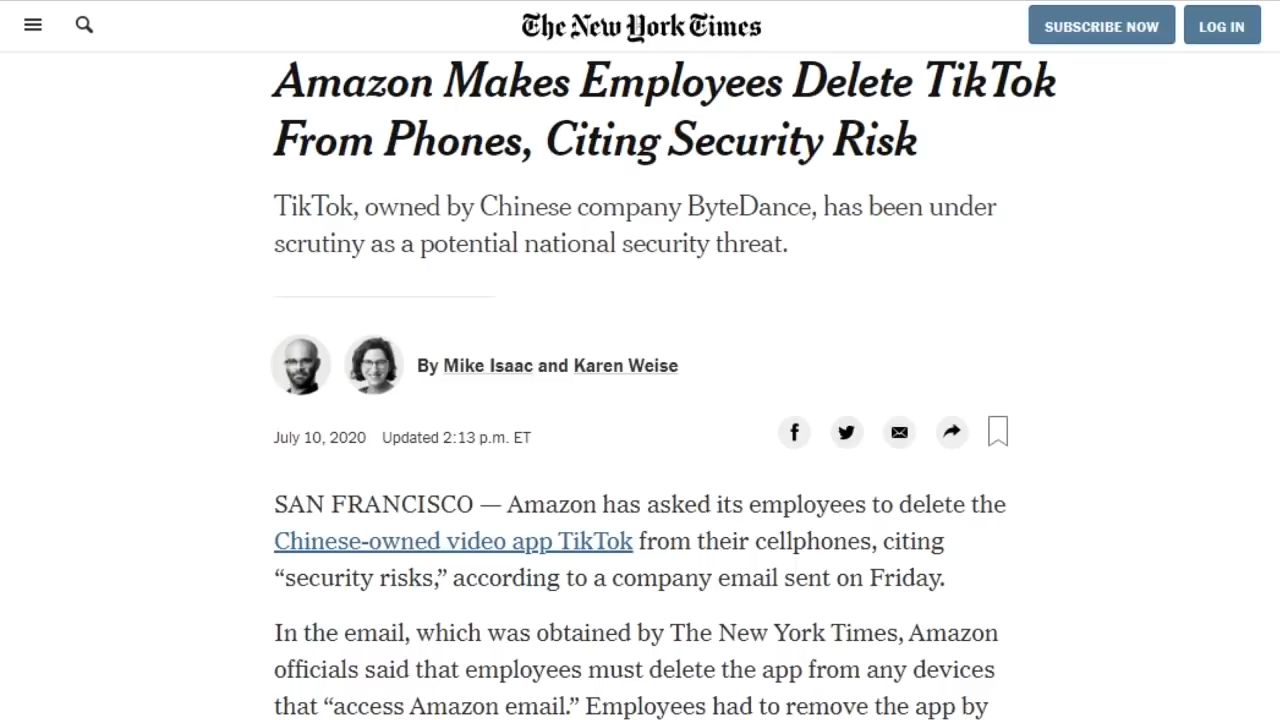 The New York Times
SUBSCRIBE NOW
LOG IN
Amazon Makes Employees Delete TikTok
From Phones, Citing Security Risk
TikTok, owned by Chinese company ByteDance, has been under
scrutiny as a potential national security threat.
By Mike Isaac and Karen Weise
July 10, 2020 Updated 2:13 p.m. ET
SAN FRANCISCO — Amazon has asked its employees to delete the
Chinese-owned video app TikTok from their cellphones, citing
“security risks,” according to a company email sent on Friday.
In the email, which was obtained by The New York Times, Amazon
officials said that employees must delete the app from any devices
that “access Amazon email.” Employees had to remove the app by